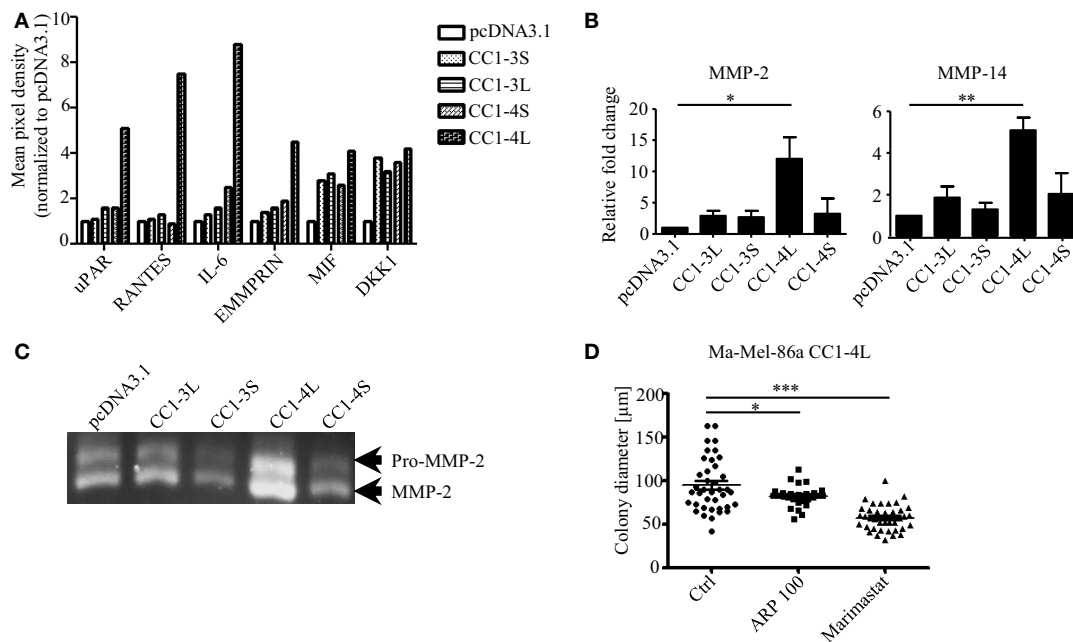 A
Mean pixel density
(normalized to pcDNA3.1)
10
8
6
4
2
0
uPAR
RANTES
IL-6
EMMPRIN
MIF
DKK1
pcDNA3.1
CC1-3S
CC1-3L
CC1-4S
CC1-4L
B
MMP-2
Relative fold change
20
15
10
5
0
*
pcDNA3.1
CC1-3L
CC1-3S
CC1-4L
CC1-4S
MMP-14
6
4
2
0
**
pcDNA3.1
CC1-3L
CC1-3S
CC1-4L
CC1-4S
C
pcDNA3.1
CC1-3L
CC1-3S
CC1-4L
CC1-4S
Pro-MMP-2
MMP-2
D
Ma-Mel-86a CC1-4L
Colony diameter [µm]
200
150
100
50
0
***
*
Ctrl
ARP 100
Marimastat